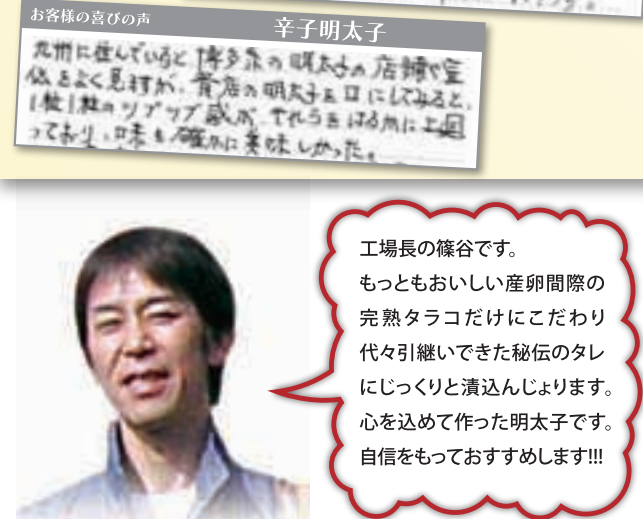 お客様の喜びの声
辛子明太子
九州に住んでいると博多系の明太子の店舗や宣
伝をよく見ますが、貴店の明太子を口にしてみると、
1粒1粒のツブツブ感が、それらをはるかに上回
っており、味も確かに美味しかった。
工場長の篠谷です。
もっともおいしい産卵間際の
完熟タラコだけにこだわり
代々引継いできた秘伝のタレ
にじっくりと漬込んじょります。
心を込めて作った明太子です。
自信をもっておすすめします!!!